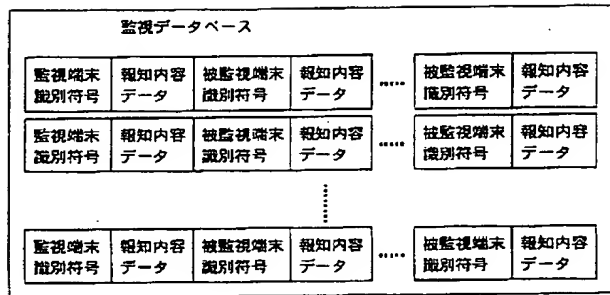 監視データベース
監視端末 報知内容 被監視端末 報知内容 …… 被監視端末 報知内容
識別符号 データ 識別符号 データ 識別符号 データ
監視端末 報知内容 被監視端末 報知内容 …… 被監視端末 報知内容
識別符号 データ 識別符号 データ 識別符号 データ
監視端末 報知内容 被監視端末 報知内容 …… 被監視端末 報知内容
識別符号 データ 識別符号 データ 識別符号 データ